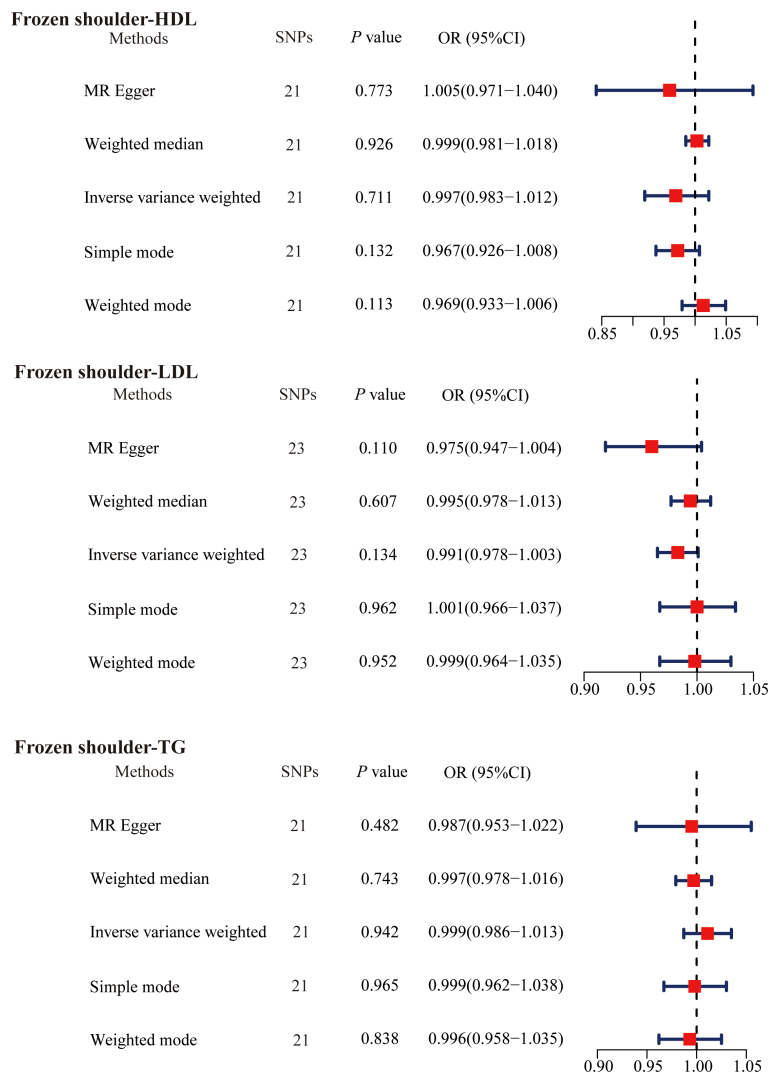 Frozen shoulder-HDL
Methods SNPs P value OR (95%CI)
MR Egger 21 0.773 1.005(0.971−1.040)
Weighted median 21 0.926 0.999(0.981−1.018)
Inverse variance weighted 21 0.711 0.997(0.983−1.012)
Simple mode 21 0.132 0.967(0.926−1.008)
Weighted mode 21 0.113 0.969(0.933−1.006)
0.85 0.95 1.05
Frozen shoulder-LDL
Methods SNPs P value OR (95%CI)
MR Egger 23 0.110 0.975(0.947−1.004)
Weighted median 23 0.607 0.995(0.978−1.013)
Inverse variance weighted 23 0.134 0.991(0.978−1.003)
Simple mode 23 0.962 1.001(0.966−1.037)
Weighted mode 23 0.952 0.999(0.964−1.035)
0.90 0.95 1.00 1.05
Frozen shoulder-TG
Methods SNPs P value OR (95%CI)
MR Egger 21 0.482 0.987(0.953−1.022)
Weighted median 21 0.743 0.997(0.978−1.016)
Inverse variance weighted 21 0.942 0.999(0.986−1.013)
Simple mode 21 0.965 0.999(0.962−1.038)
Weighted mode 21 0.838 0.996(0.958−1.035)
0.90 0.95 1.00 1.05